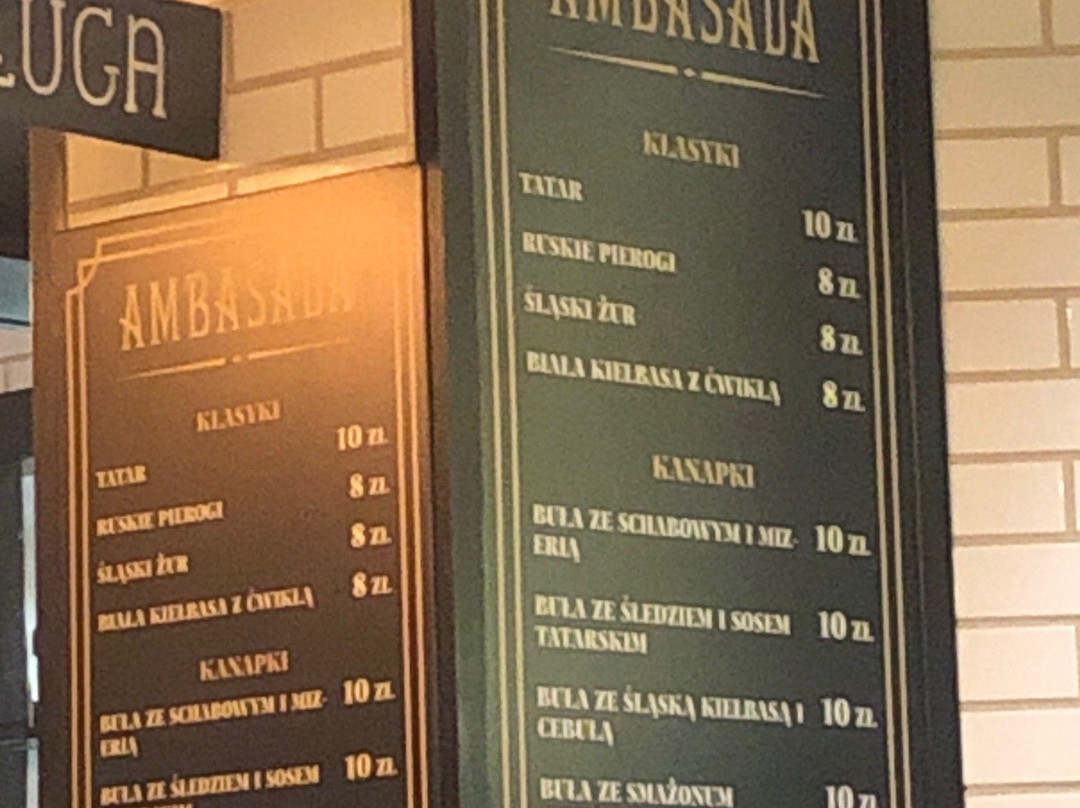 UGA
AMBASADA
KLASYKI
TATAR 10 ZŁ
RUSKIE PIEROGI 8 ZŁ
ŚLĄSKI ŻUR 8 ZŁ
BIAŁA KIEŁBASA Z ĆWIKŁĄ 8 ZŁ
KANAPKI
BUŁA ZE SCHABOWYM I MIZ- 10 ZŁ
ERIĄ
BUŁA ZE ŚLEDZIEM I SOSEM 10 ZŁ
AMBASADA
KLASYKI
TATAR 10 ZŁ
RUSKIE PIEROGI 8 ZŁ
ŚLĄSKI ŻUR 8 ZŁ
BIAŁA KIEŁBASA Z ĆWIKŁĄ 8 ZŁ
KANAPKI
BUŁA ZE SCHABOWYM I MIZ- 10 ZŁ
ERIĄ
BUŁA ZE ŚLEDZIEM I SOSEM 10 ZŁ
TATARSKIM
BUŁA ZE ŚLĄSKĄ KIEŁBASĄ I 10 ZŁ
CEBULĄ
BUŁA ZE SMAŻONYM 10 ZŁ